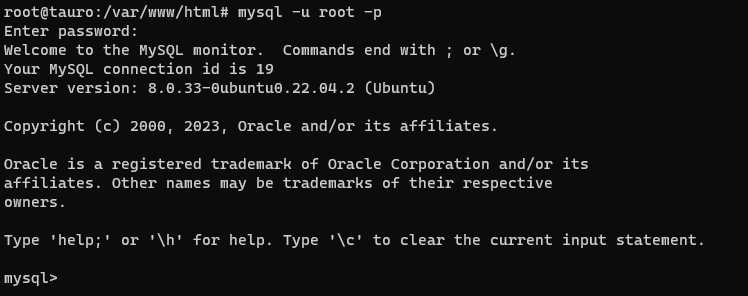 root@tauro:/var/www/html# mysql -u root -p
Enter password:
Welcome to the MySQL monitor.  Commands end with ; or \g.
Your MySQL connection id is 19
Server version: 8.0.33-0ubuntu0.22.04.2 (Ubuntu)
Copyright (c) 2000, 2023, Oracle and/or its affiliates.
Oracle is a registered trademark of Oracle Corporation and/or its
affiliates. Other names may be trademarks of their respective
owners.
Type 'help;' or '\h' for help. Type '\c' to clear the current input statement.
mysql>